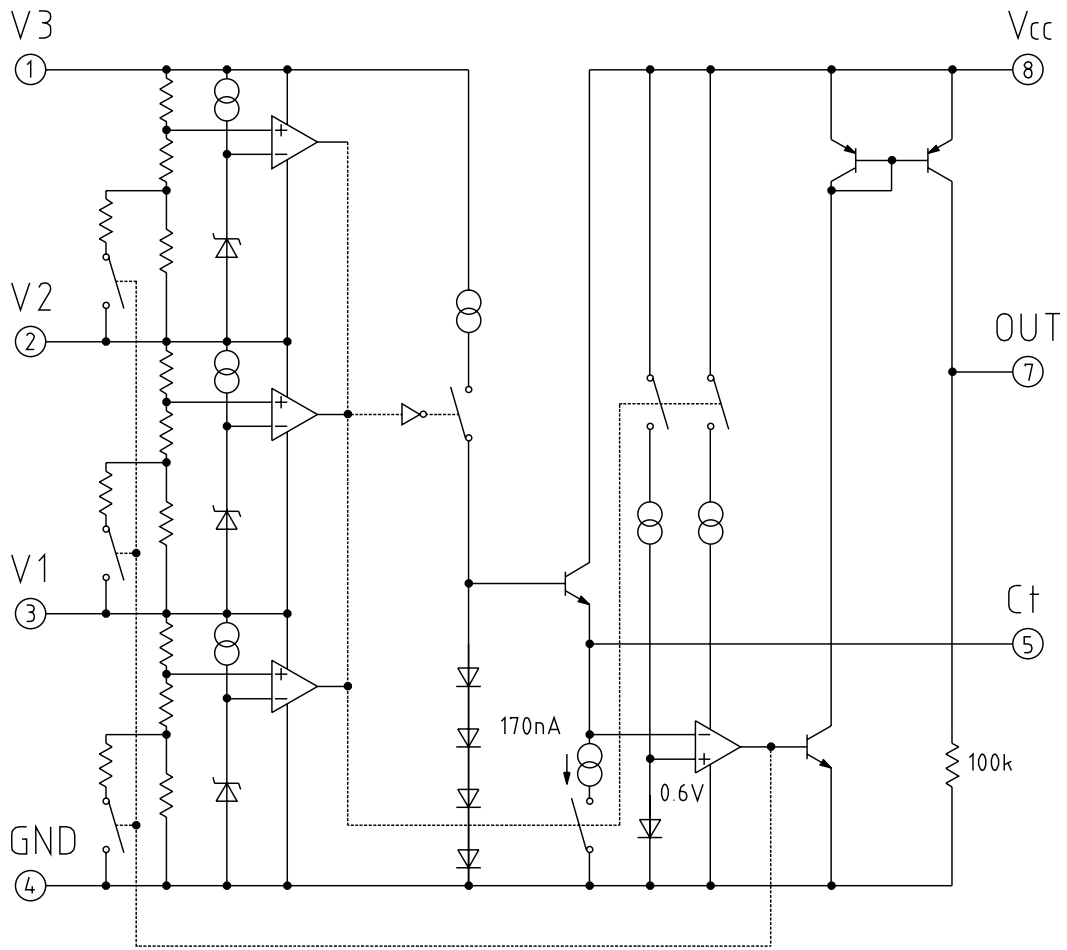 V3
Vcc
1
8
+
−
V2
OUT
2
7
+
−
V1
Ct
3
5
+
−
170nA
−
+
100k
0.6V
GND
4